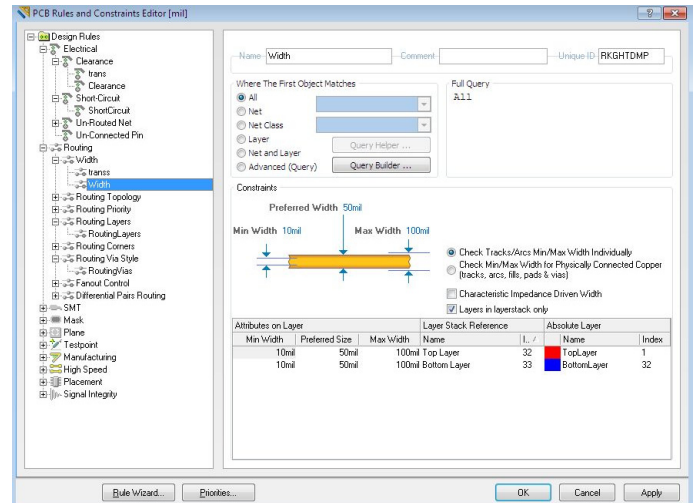 PCB Rules and Constraints Editor [mil]
Design Rules
Electrical
Clearance
trans
Clearance
Short-Circuit
ShortCircuit
Un-Routed Net
Un-Connected Pin
Routing
Width
transs
Width
Routing Topology
Routing Priority
Routing Layers
RoutingLayers
Routing Corners
Routing Via Style
RoutingVias
Fanout Control
Differential Pairs Routing
SMT
Mask
Plane
Testpoint
Manufacturing
High Speed
Placement
Signal Integrity
Name Width Comment Unique ID RKGHTDMP
Where The First Object Matches
All
Net
Net Class
Layer
Net and Layer
Advanced (Query)
Query Helper ...
Query Builder ...
Full Query
All
Constraints
Preferred Width 50mil
Min Width 10mil Max Width 100mil
Check Tracks/Arcs Min/Max Width Individually
Check Min/Max Width for Physically Connected Copper
(tracks, arcs, fills, pads & vias)
Characteristic Impedance Driven Width
Layers in layerstack only
Attributes on Layer Layer Stack Reference Absolute Layer
Min Width Preferred Size Max Width Name I... / Name Index
10mil 50mil 100mil Top Layer 32 TopLayer 1
10mil 50mil 100mil Bottom Layer 33 BottomLayer 32
Rule Wizard... Priorities... OK Cancel Apply